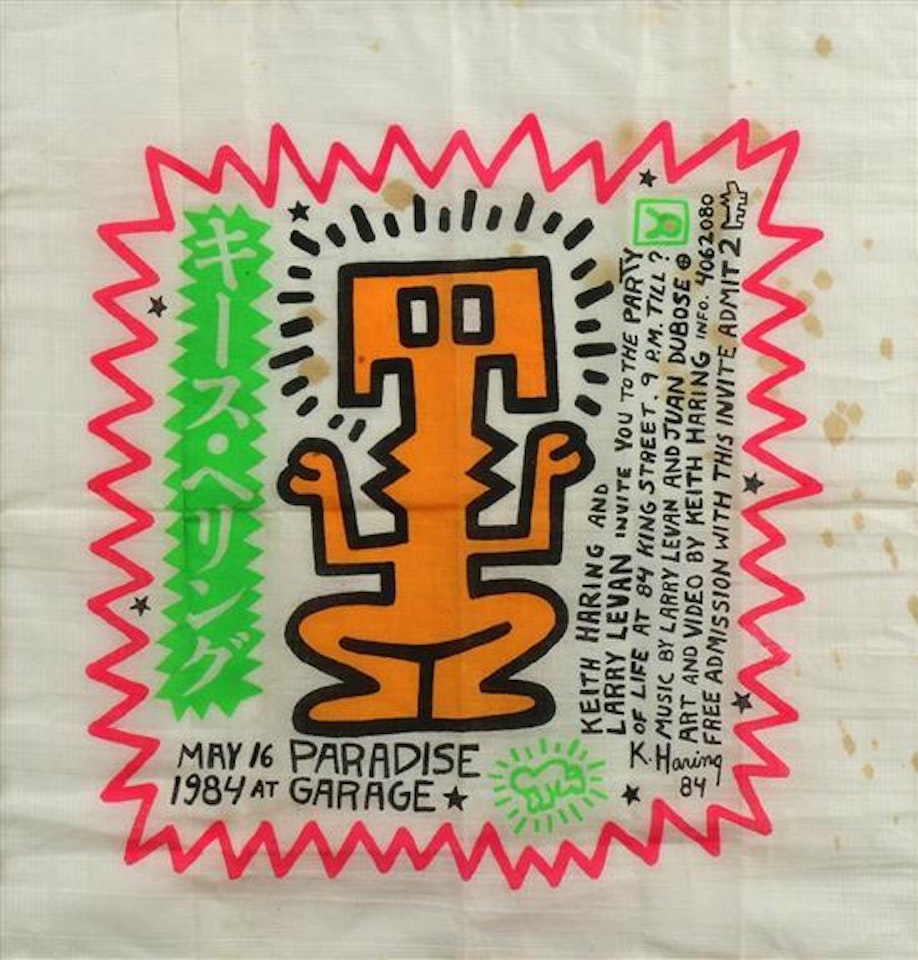 キース・ヘリング
MAY 16 PARADISE
1984 AT GARAGE
KEITH HARING AND
LARRY LEVAN INVITE YOU TO THE PARTY
OF LIFE AT 84 KING STREET. 9 P.M. TILL?
MUSIC BY LARRY LEVAN AND JUAN DUBOSE
ART AND VIDEO BY KEITH HARING INFO. 4062080
FREE ADMISSION WITH THIS INVITE ADMIT 2
K. Haring
84